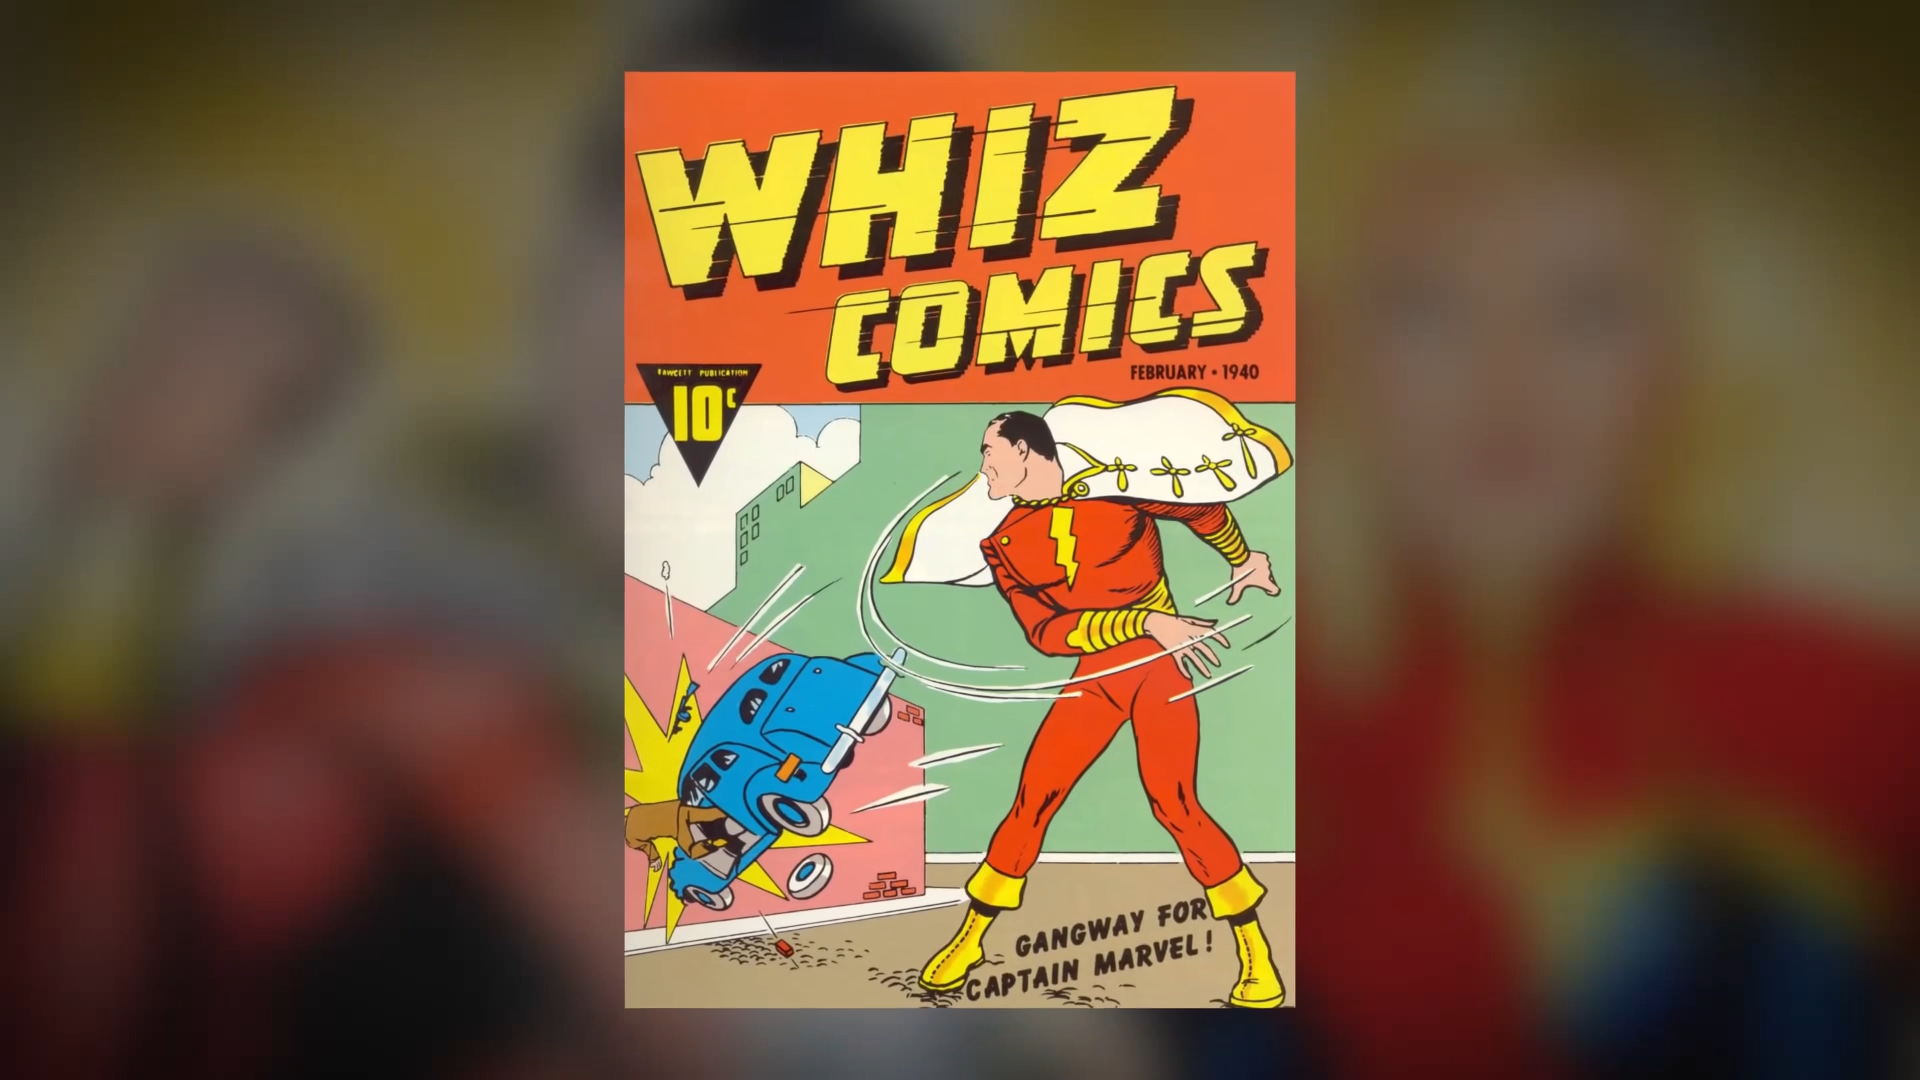 WHIZ
COMICS
FEBRUARY • 1940
FAWCETT PUBLICATION
10¢
GANGWAY FOR
CAPTAIN MARVEL!